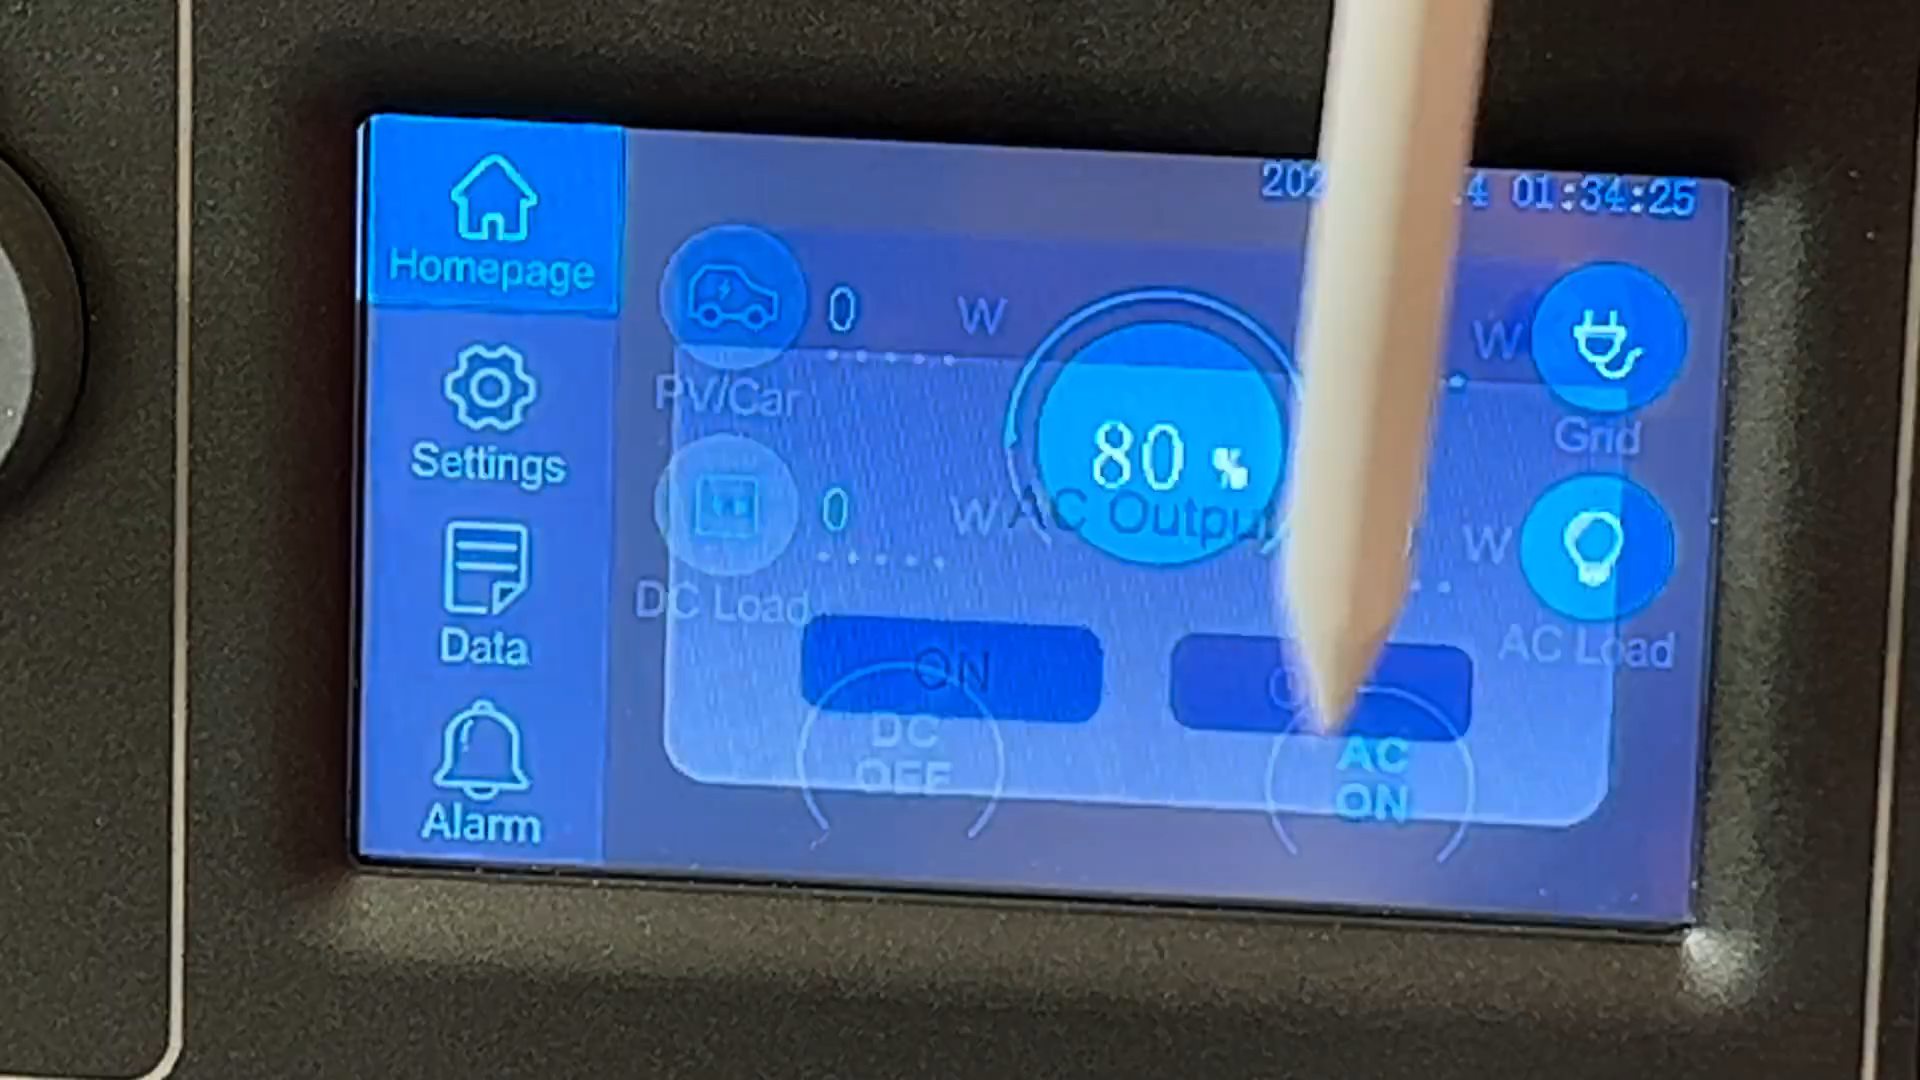 Homepage
Settings
Data
Alarm
01:34:25
0 W
PV/Car
0 W
DC Load
80 %
AC Output
ON
DC
OFF
AC
ON
W
Grid
W
AC Load